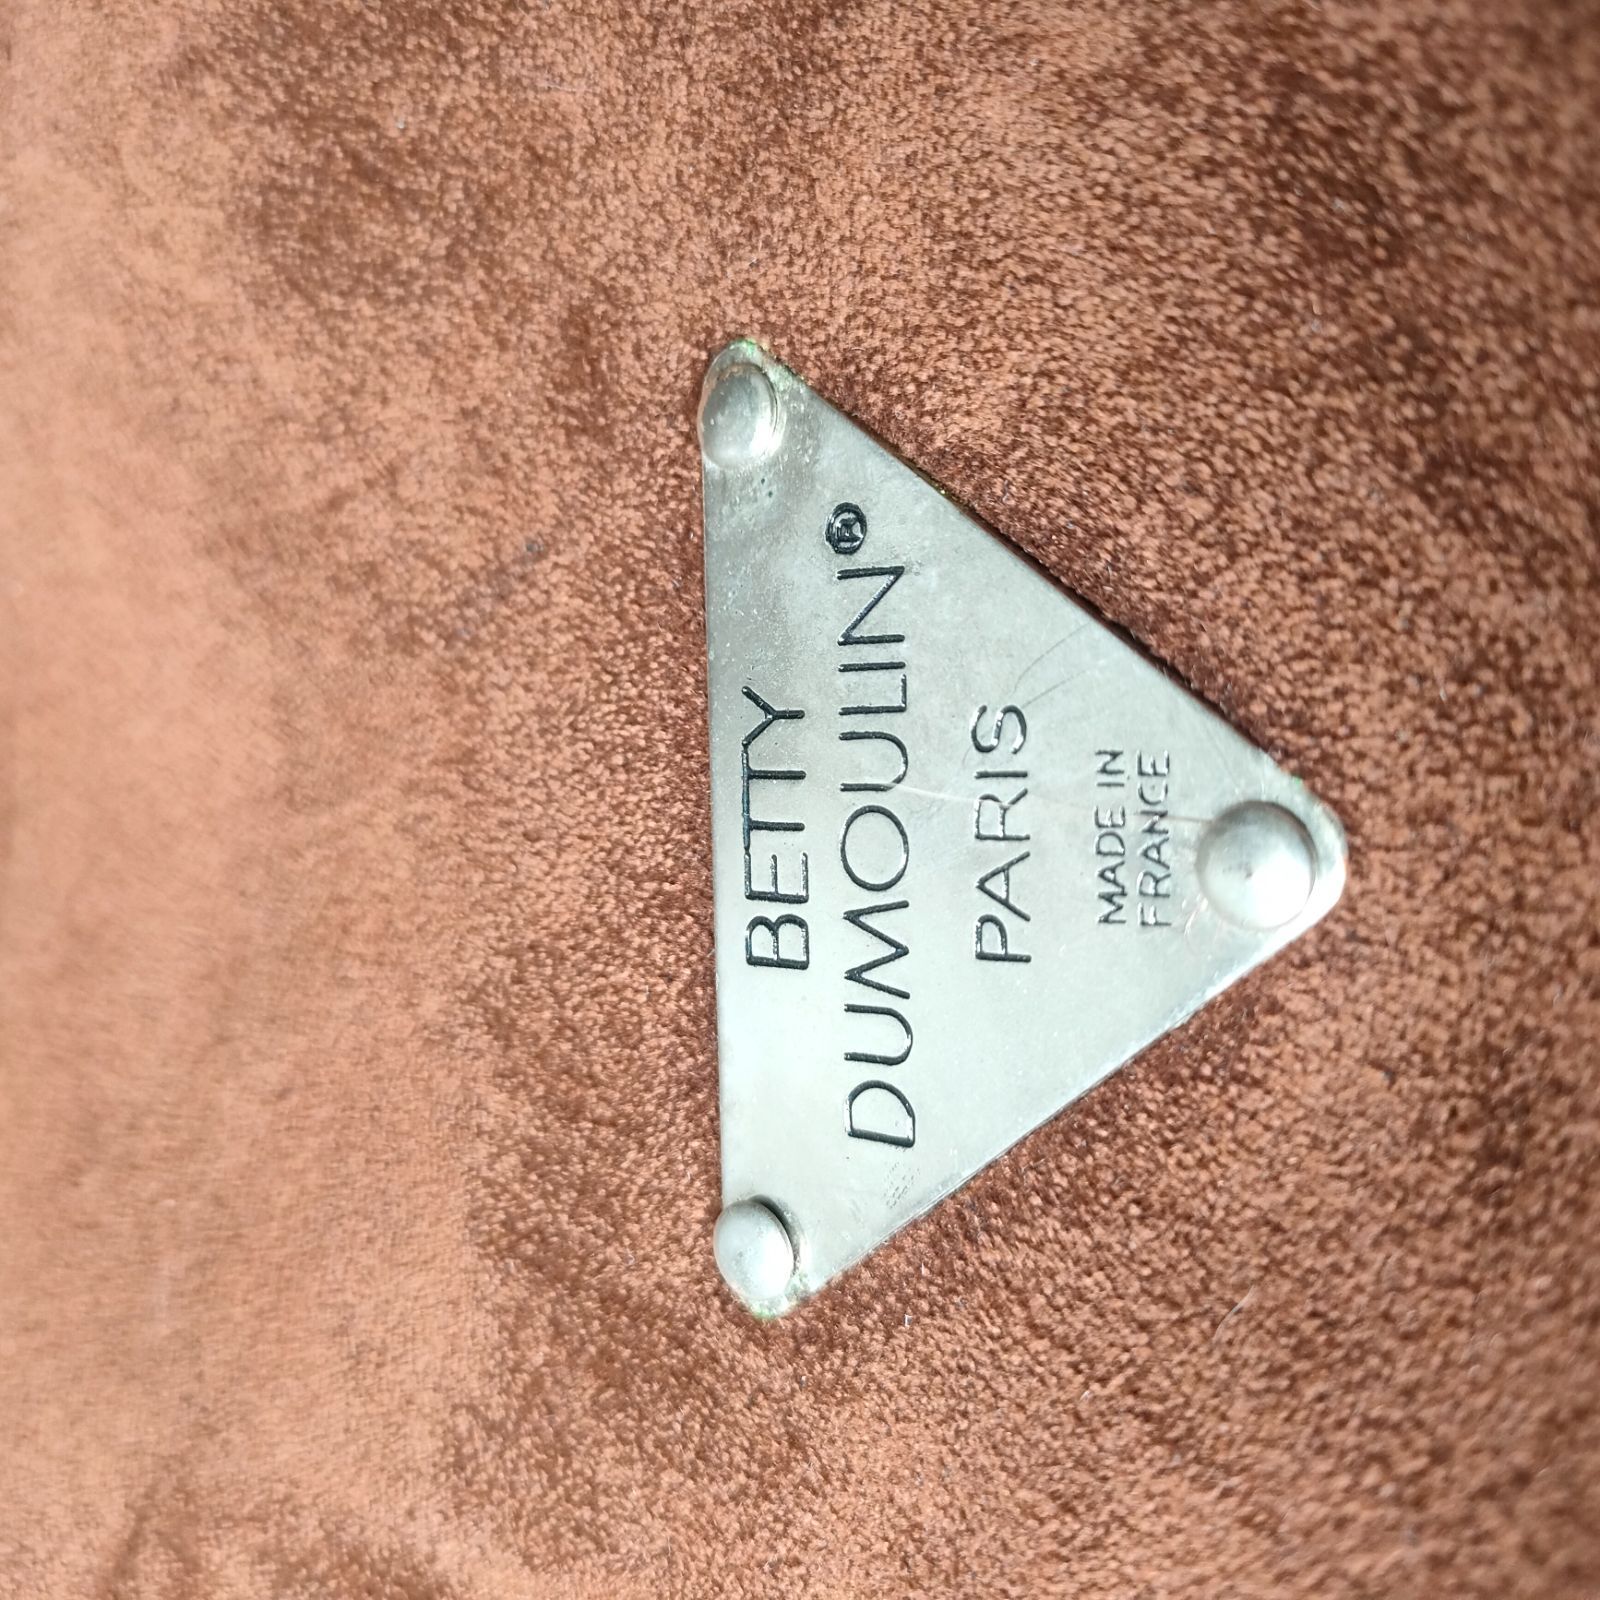 BETTY
DUMOULIN®
PARIS
MADE IN
FRANCE